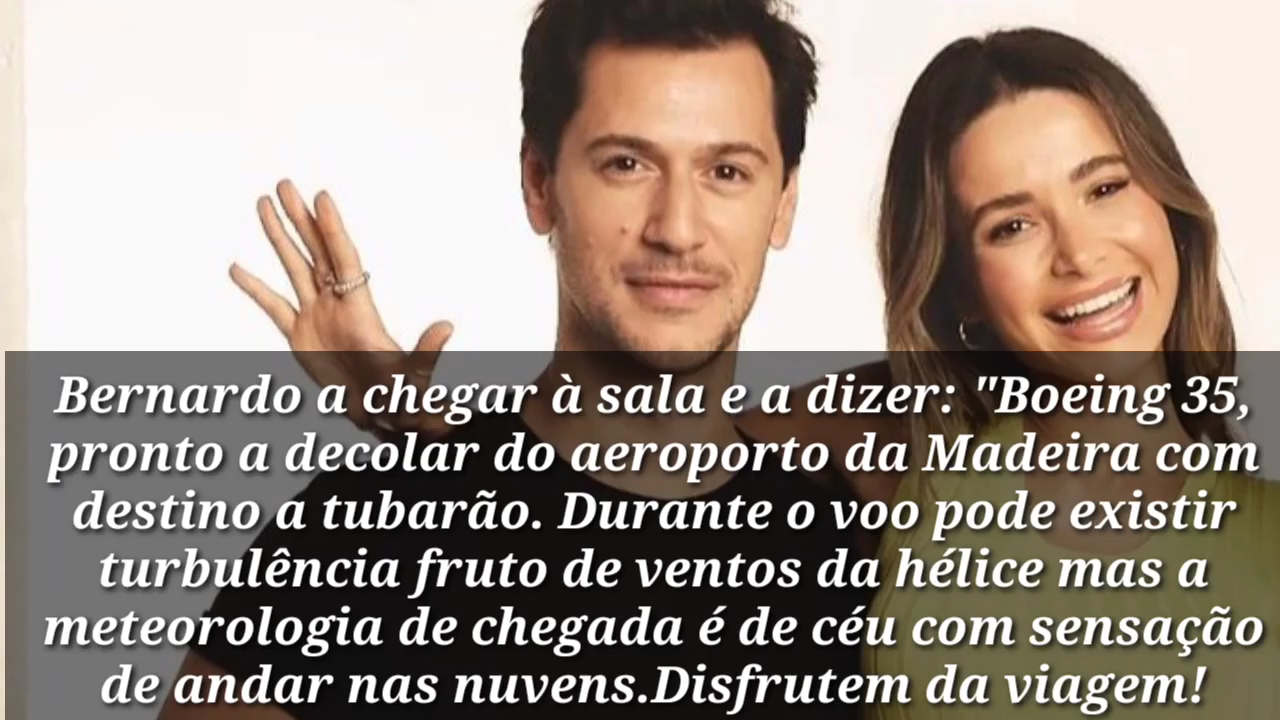 Bernardo a chegar à sala e a dizer: "Boeing 35,
pronto a decolar do aeroporto da Madeira com
destino a tubarão. Durante o voo pode existir
turbulência fruto de ventos da hélice mas a
meteorologia de chegada é de céu com sensação
de andar nas nuvens.Disfrutem da viagem!